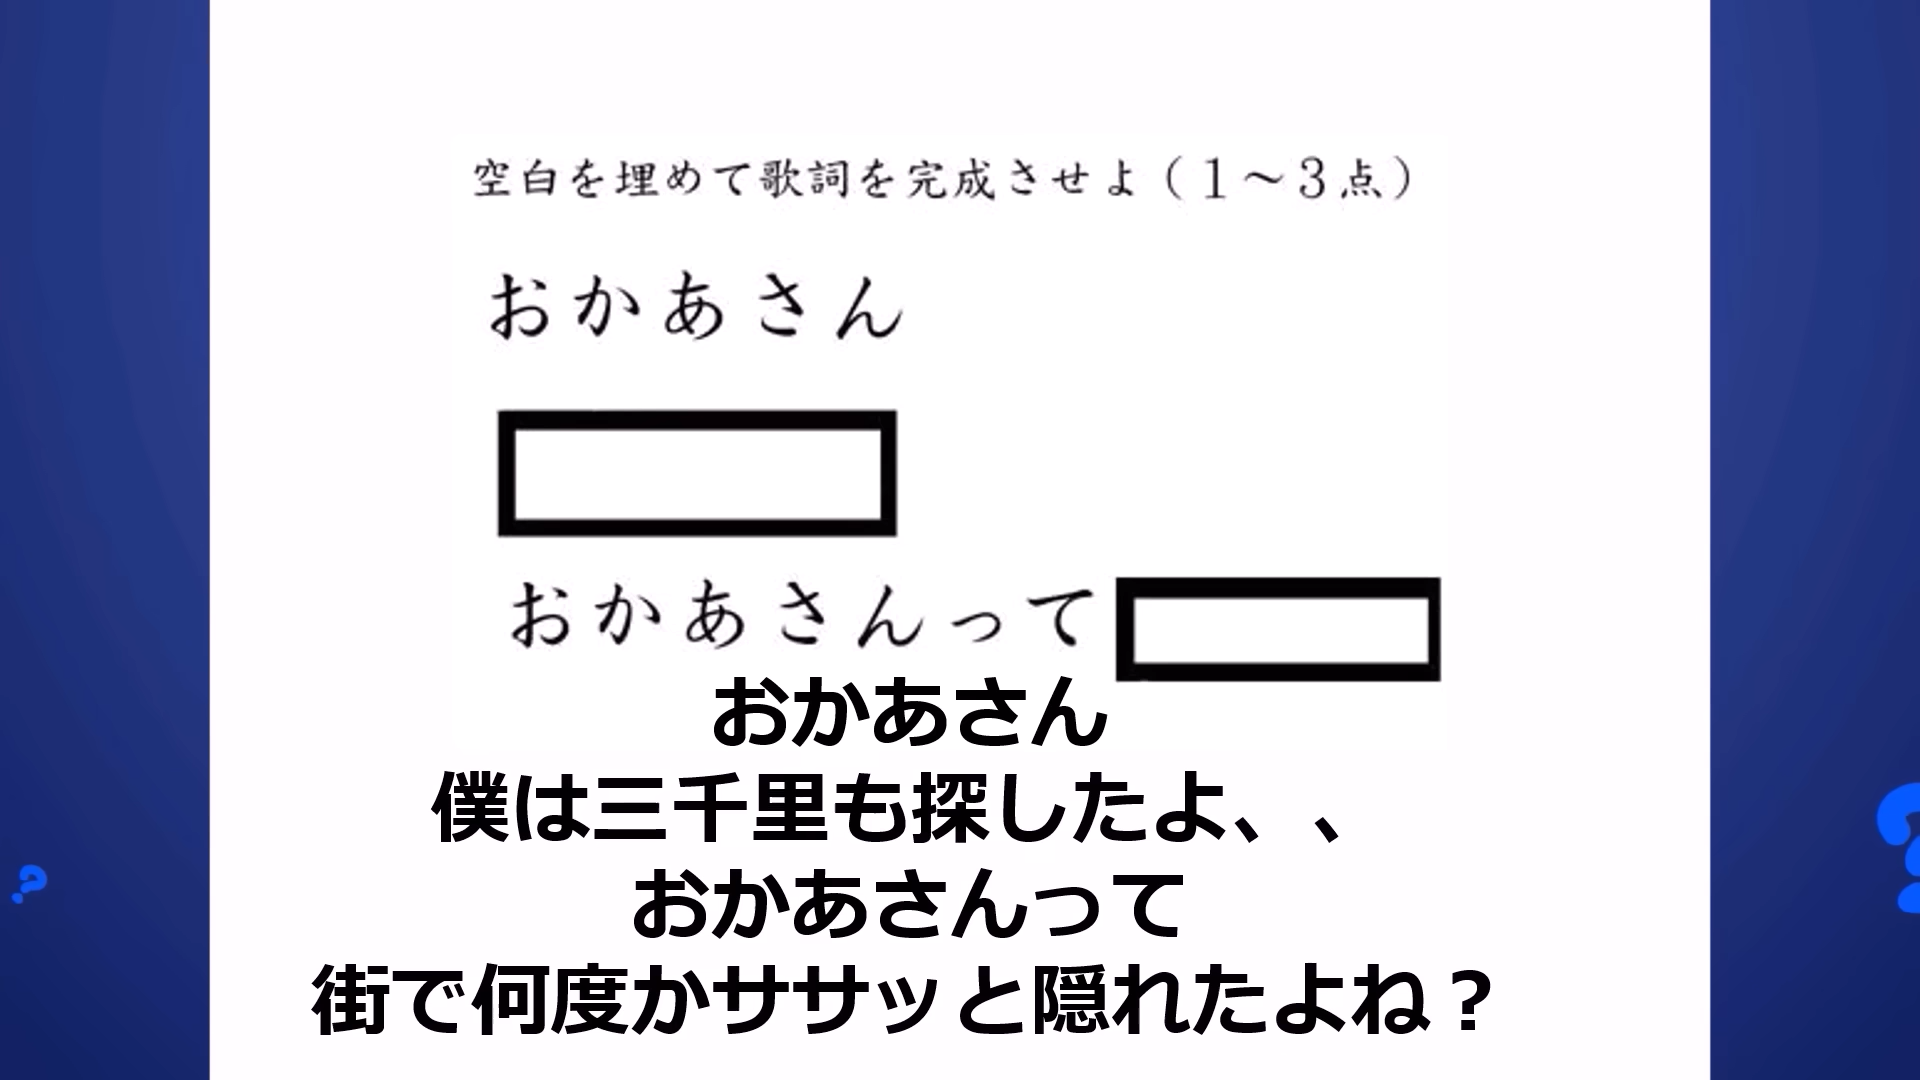 空白を埋めて歌詞を完成させよ（１～３点）
おかあさん
おかあさんって
おかあさん
僕は三千里も探したよ、、
おかあさんって
街で何度かササッと隠れたよね？